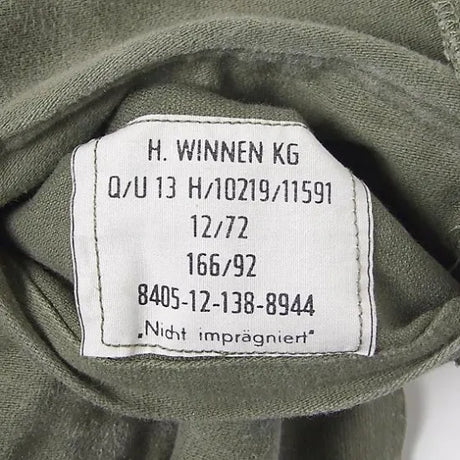 H. WINNEN KG
Q/U 13 H/10219/11591
12/72
166/92
8405-12-138-8944
„Nicht imprägniert"